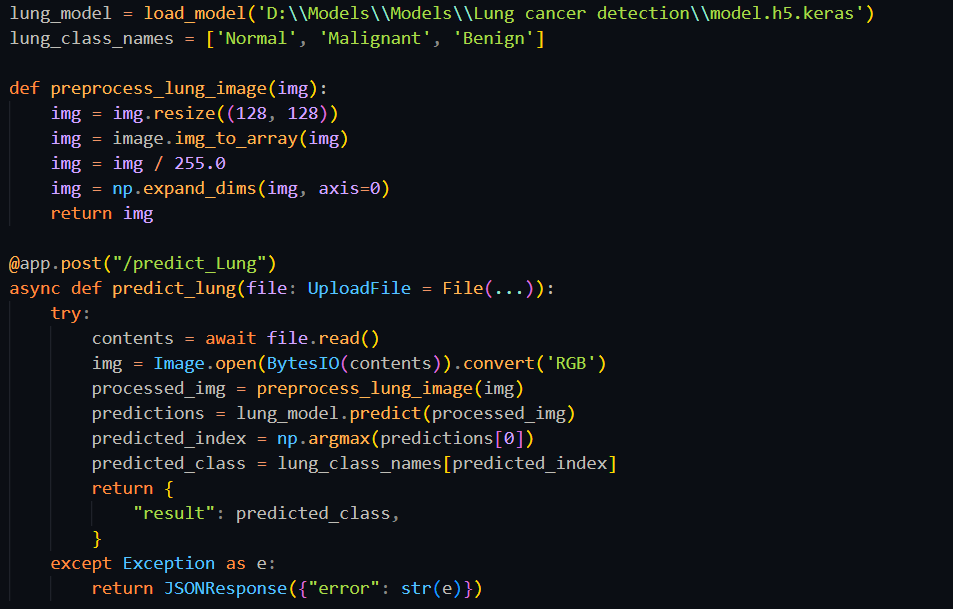 lung_model = load_model('D:\\Models\\Models\\Lung cancer detection\\model.h5.keras')
lung_class_names = ['Normal', 'Malignant', 'Benign']

def preprocess_lung_image(img):
    img = img.resize((128, 128))
    img = image.img_to_array(img)
    img = img / 255.0
    img = np.expand_dims(img, axis=0)
    return img

@app.post("/predict_Lung")
async def predict_lung(file: UploadFile = File(...)):
    try:
        contents = await file.read()
        img = Image.open(BytesIO(contents)).convert('RGB')
        processed_img = preprocess_lung_image(img)
        predictions = lung_model.predict(processed_img)
        predicted_index = np.argmax(predictions[0])
        predicted_class = lung_class_names[predicted_index]
        return {
            "result": predicted_class,
        }
    except Exception as e:
        return JSONResponse({"error": str(e)})